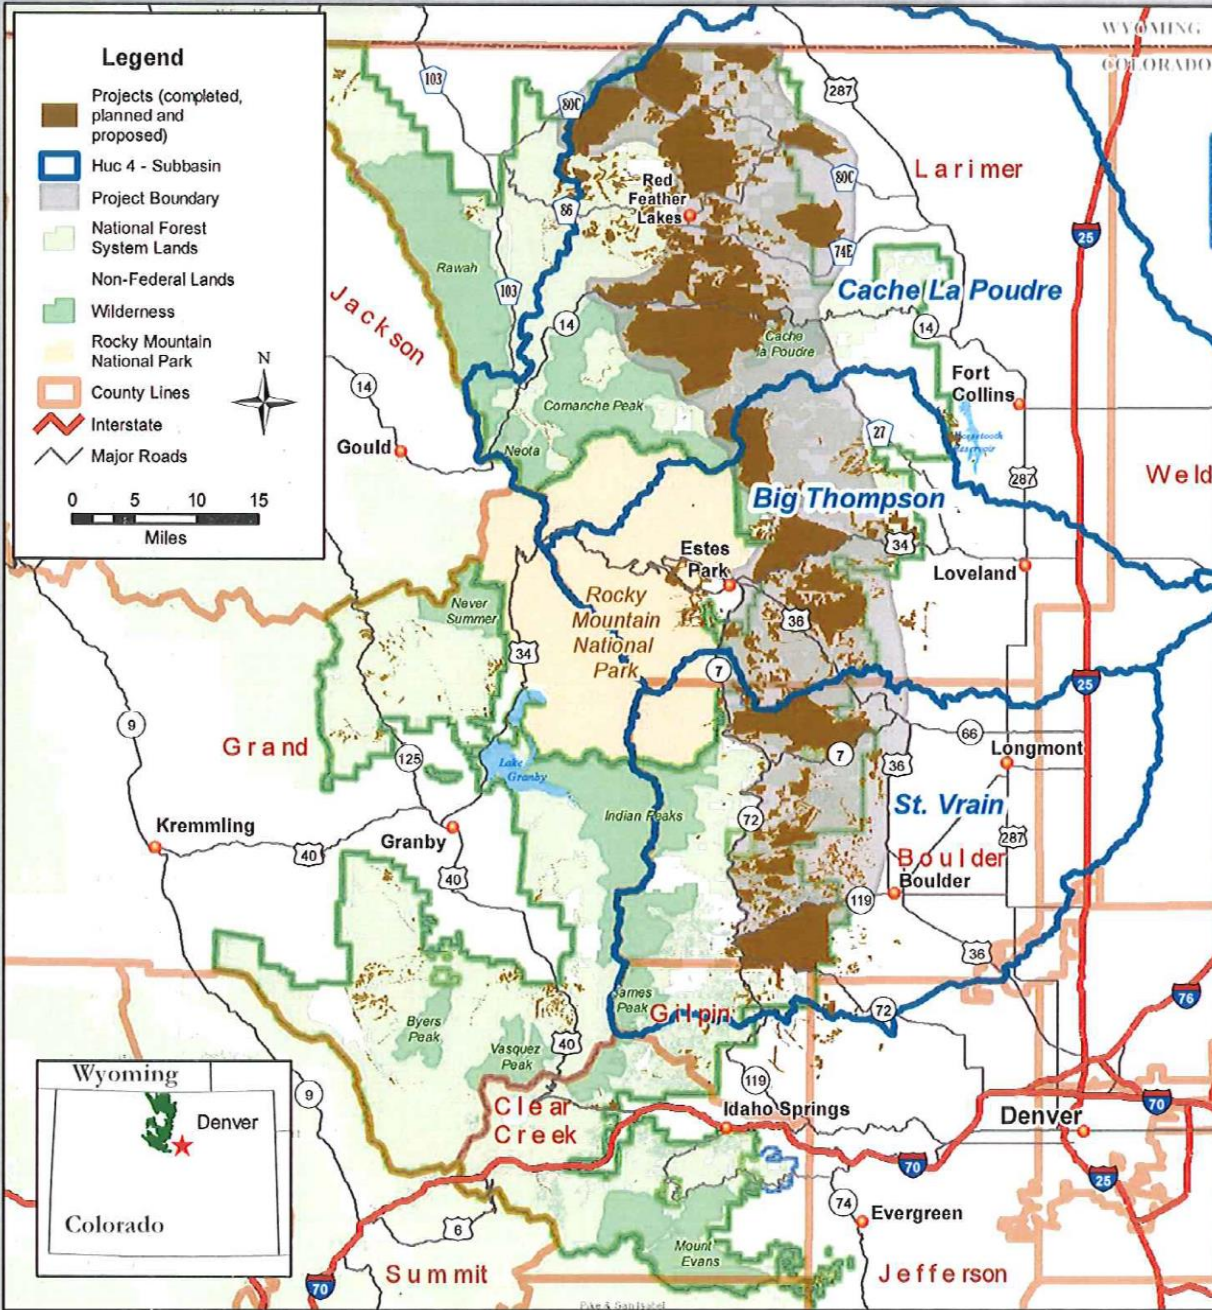 WYOMING
COLORADO
Legend
Projects (completed,
planned and
proposed)
Huc 4 - Subbasin
Project Boundary
National Forest
System Lands
Non-Federal Lands
Wilderness
Rocky Mountain
National Park
County Lines
Interstate
Major Roads
N
0 5 10 15
Miles
103
80C
287
Larimer
Red
Feather
Lakes
80C
86
25
74E
Rawah
103
Jackson
14
Cache La Poudre
14
Cache
la Poudre
14
Fort
Collins
Comanche Peak
27
Gould
Neota
Horsetooth
Reservoir
287
Weld
Big Thompson
34
Estes
Park
Loveland
Never
Summer
Rocky
Mountain
National
Park
36
34
7
25
9
Grand
125
Lake
Granby
7
66
Longmont
36
St. Vrain
Indian Peaks
72
Kremmling
40
Granby
287
Boulder
Boulder
40
119
36
76
James
Peak
Gilpin
72
Byers
Peak
Vasquez
Peak
40
119
Wyoming
Denver
Colorado
9
Clear
Creek
Idaho Springs
Denver
70
70
25
74
Evergreen
6
Mount
Evans
70
Summit
Jefferson
Pike & San Isabel